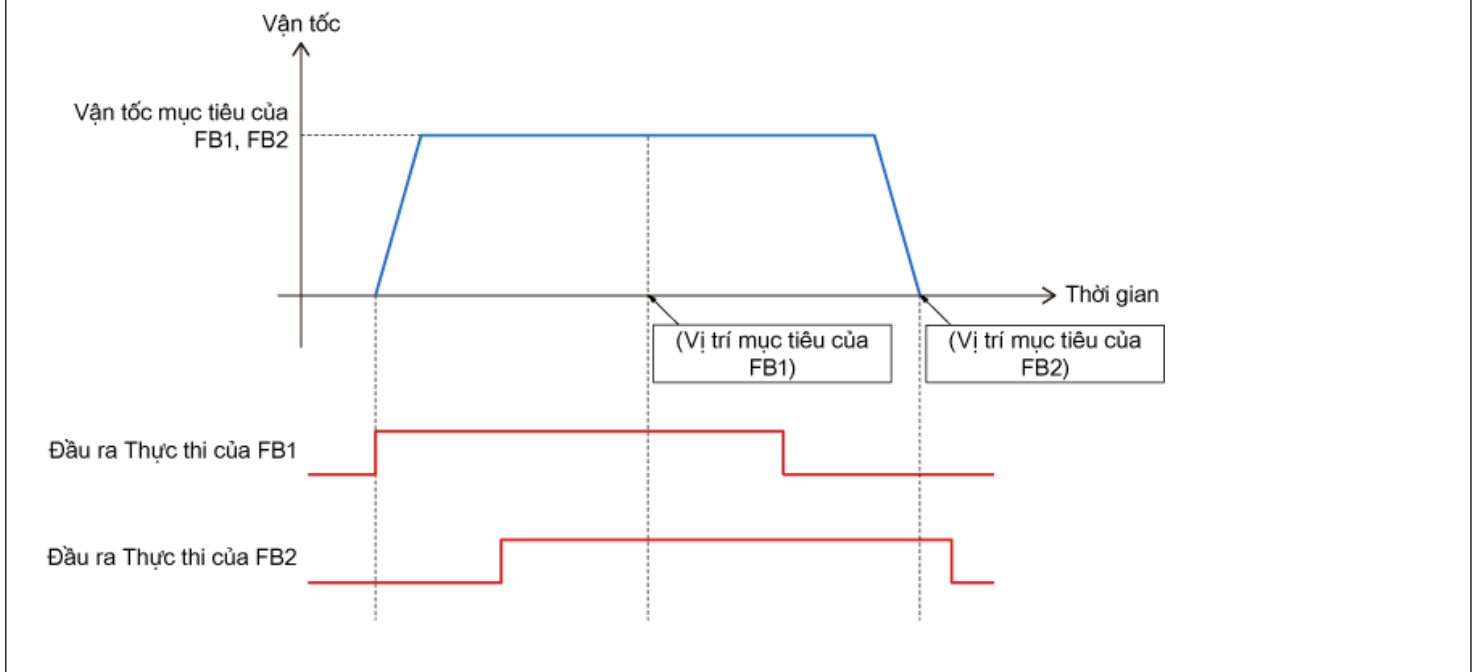 Vận tốc
Vận tốc mục tiêu của
FB1, FB2
Thời gian
(Vị trí mục tiêu của
FB1)
(Vị trí mục tiêu của
FB2)
Đầu ra Thực thi của FB1
Đầu ra Thực thi của FB2